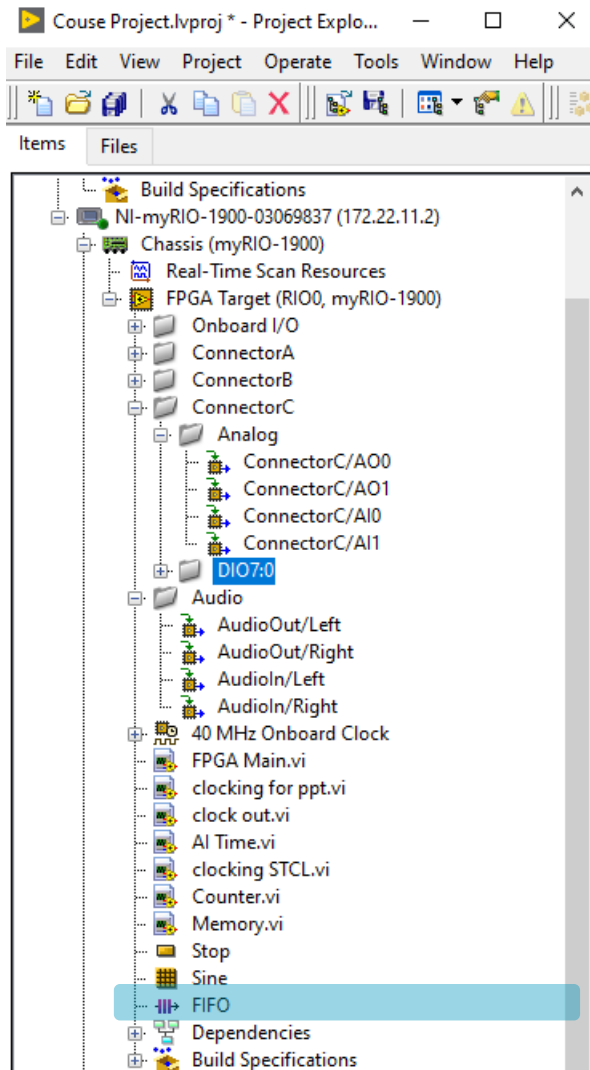 Couse Project.lvproj * - Project Explo...
File Edit View Project Operate Tools Window Help
Items Files
Build Specifications
NI-myRIO-1900-03069837 (172.22.11.2)
Chassis (myRIO-1900)
Real-Time Scan Resources
FPGA Target (RIO0, myRIO-1900)
Onboard I/O
ConnectorA
ConnectorB
ConnectorC
Analog
ConnectorC/AO0
ConnectorC/AO1
ConnectorC/AI0
ConnectorC/AI1
DIO7:0
Audio
AudioOut/Left
AudioOut/Right
AudioIn/Left
AudioIn/Right
40 MHz Onboard Clock
FPGA Main.vi
clocking for ppt.vi
clock out.vi
AI Time.vi
clocking STCL.vi
Counter.vi
Memory.vi
Stop
Sine
FIFO
Dependencies
Build Specifications